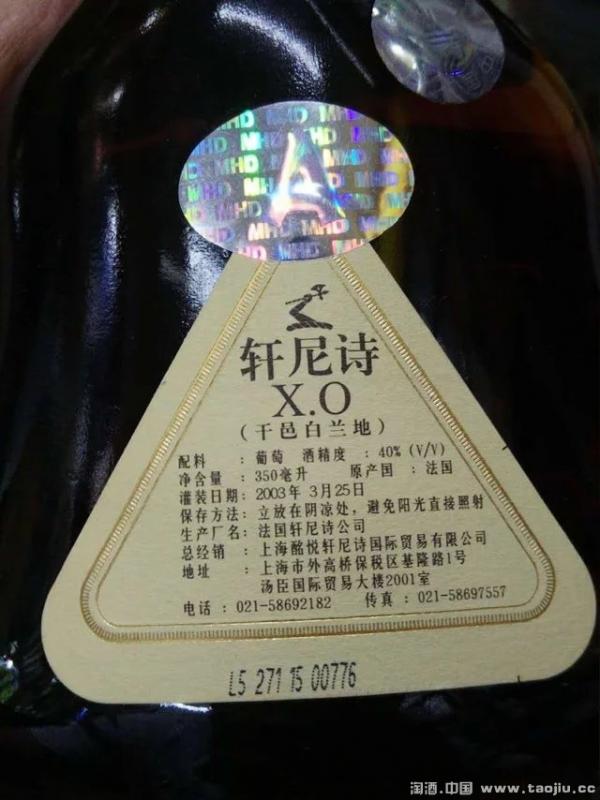 MHD MHD MHD
轩尼诗
X.O
(干邑白兰地)
配料 : 葡萄 酒精度 : 40% (V/V)
净含量 : 350毫升 原产国 : 法国
灌装日期: 2003年 3月25日
保存方法: 立放在阴凉处, 避免阳光直接照射
生产厂名: 法国轩尼诗公司
总经销 : 上海酩悦轩尼诗国际贸易有限公司
地址 : 上海市外高桥保税区基隆路1号
汤臣国际贸易大楼2001室
电话 : 021-58692182 传真 : 021-58697557
L5 271 15 00776
淘酒.中国 www.taojiu.cc